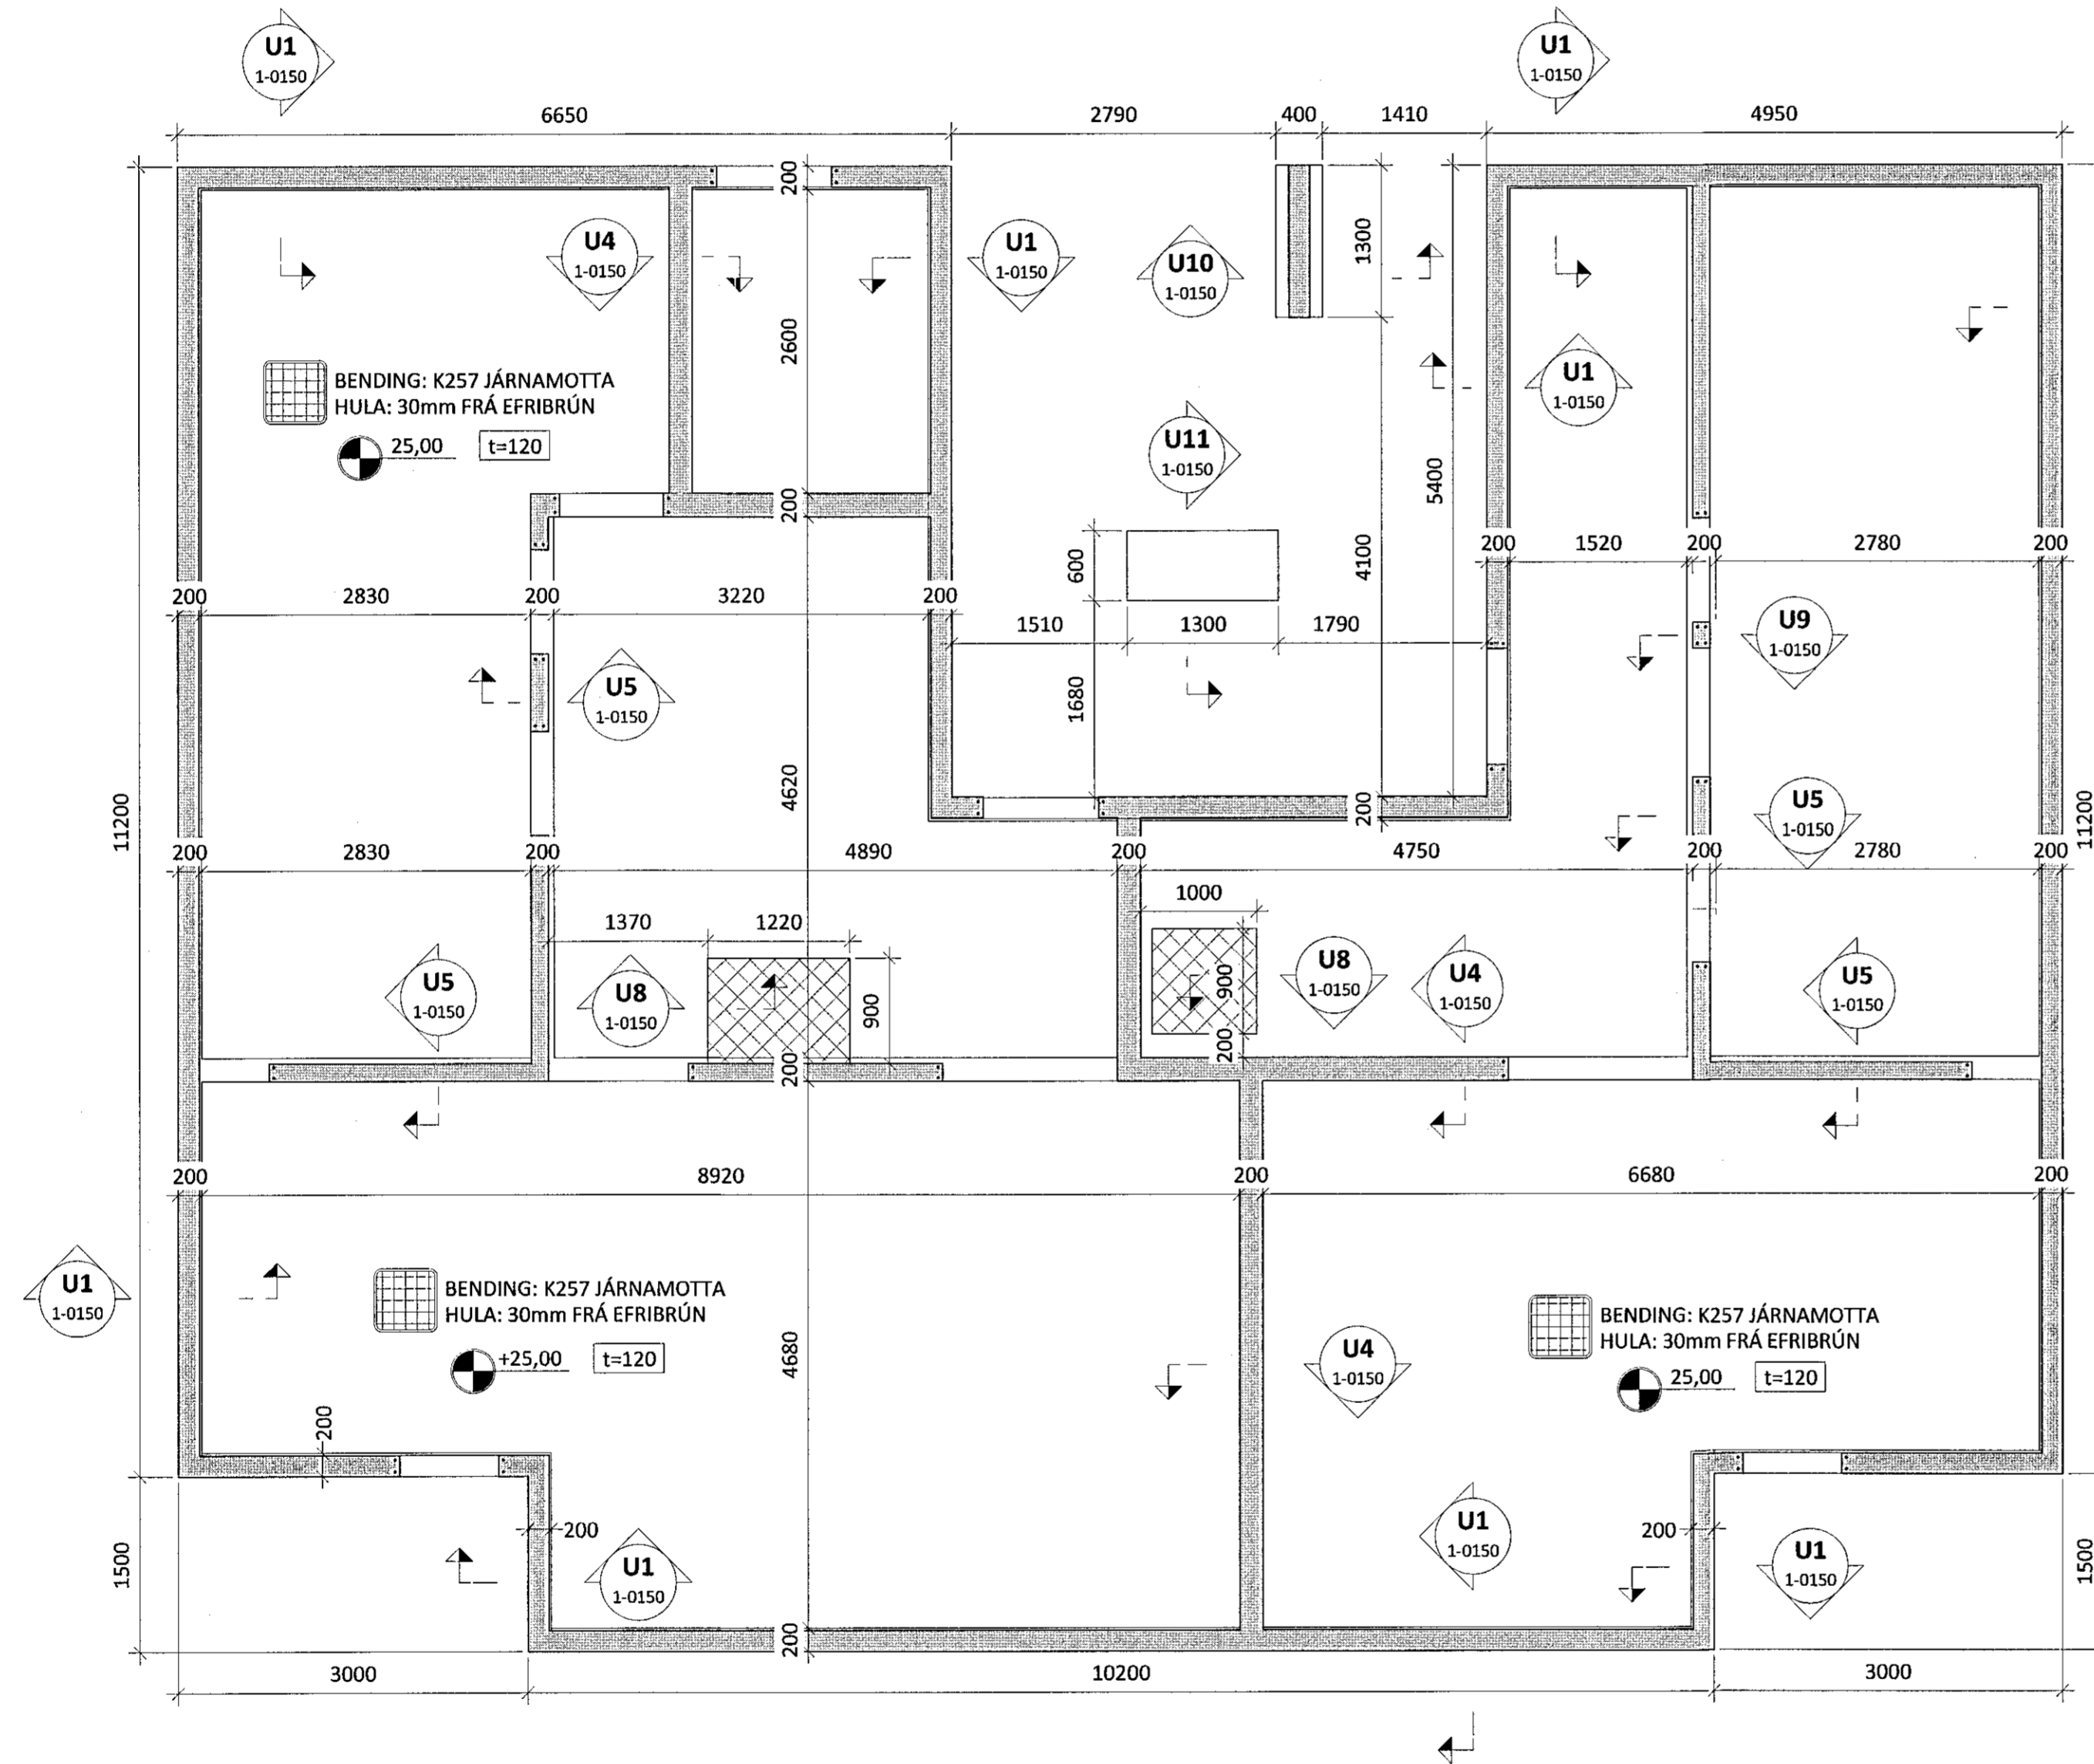 U1
1-0150
U1
1-0150
6650
2790
400
1410
4950
200
U4
1-0150
U1
1-0150
U10
1-0150
1300
2600
BENDING: K257 JÁRNAMOTTA
HULA: 30mm FRÁ EFRIBRÚN
25,00
t=120
U1
1-0150
U11
1-0150
5400
200
4100
600
200
1520
200
2780
200
200
2830
200
3220
200
1510
1300
1790
U9
1-0150
U5
1-0150
1680
4620
200
U5
1-0150
11200
11200
200
2830
200
4890
200
4750
200
2780
200
1370
1220
1000
U5
1-0150
U8
1-0150
900
900
U8
1-0150
U4
1-0150
U5
1-0150
200
200
200
8920
200
6680
200
U1
1-0150
BENDING: K257 JÁRNAMOTTA
HULA: 30mm FRÁ EFRIBRÚN
+25,00
t=120
4680
U4
1-0150
BENDING: K257 JÁRNAMOTTA
HULA: 30mm FRÁ EFRIBRÚN
25,00
t=120
200
200
U1
1-0150
U1
1-0150
200
U1
1-0150
1500
1500
200
3000
10200
3000